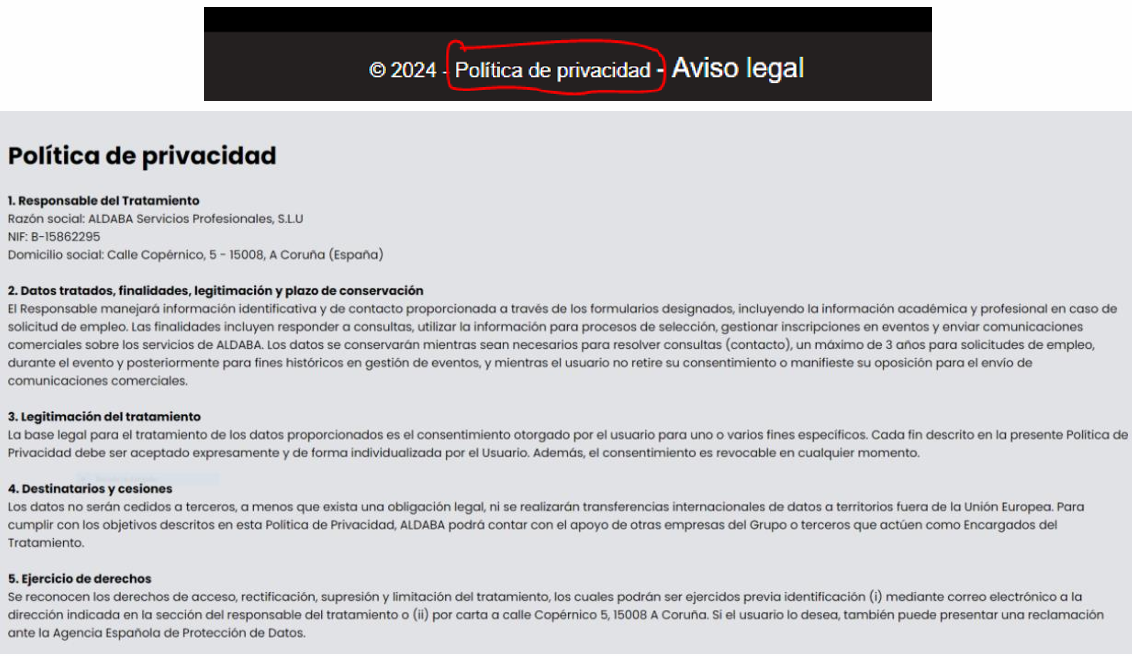 © 2024 - Política de privacidad - Aviso legal
Política de privacidad
1. Responsable del Tratamiento
Razón social: ALDABA Servicios Profesionales, S.L.U
NIF: B-15862295
Domicilio social: Calle Copérnico, 5 - 15008, A Coruña (España)
2. Datos tratados, finalidades, legitimación y plazo de conservación
El Responsable manejará información identificativa y de contacto proporcionada a través de los formularios designados, incluyendo la información académica y profesional en caso de
solicitud de empleo. Las finalidades incluyen responder a consultas, utilizar la información para procesos de selección, gestionar inscripciones en eventos y enviar comunicaciones
comerciales sobre los servicios de ALDABA. Los datos se conservarán mientras sean necesarios para resolver consultas (contacto), un máximo de 3 años para solicitudes de empleo,
durante el evento y posteriormente para fines históricos en gestión de eventos, y mientras el usuario no retire su consentimiento o manifieste su oposición para el envío de
comunicaciones comerciales.
3. Legitimación del tratamiento
La base legal para el tratamiento de los datos proporcionados es el consentimiento otorgado por el usuario para uno o varios fines específicos. Cada fin descrito en la presente Política de
Privacidad debe ser aceptado expresamente y de forma individualizada por el Usuario. Además, el consentimiento es revocable en cualquier momento.
4. Destinatarios y cesiones
Los datos no serán cedidos a terceros, a menos que exista una obligación legal, ni se realizarán transferencias internacionales de datos a territorios fuera de la Unión Europea. Para
cumplir con los objetivos descritos en esta Política de Privacidad, ALDABA podrá contar con el apoyo de otras empresas del Grupo o terceros que actúen como Encargados del
Tratamiento.
5. Ejercicio de derechos
Se reconocen los derechos de acceso, rectificación, supresión y limitación del tratamiento, los cuales podrán ser ejercidos previa identificación (i) mediante correo electrónico a la
dirección indicada en la sección del responsable del tratamiento o (ii) por carta a calle Copérnico 5, 15008 A Coruña. Si el usuario lo desea, también puede presentar una reclamación
ante la Agencia Española de Protección de Datos.